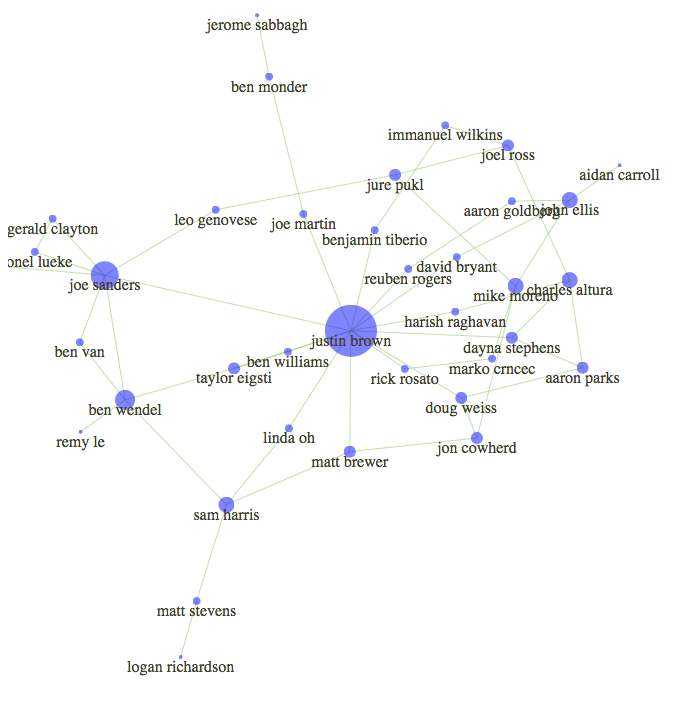 jerome sabbagh
ben monder
immanuel wilkins
joel ross
aidan carroll
jure pukl
aaron goldberg
john ellis
leo genovese
joe martin
gerald clayton
benjamin tiberio
onel lueke
david bryant
reuben rogers
joe sanders
charles altura
mike moreno
harish raghavan
justin brown
dayna stephens
ben van
ben williams
marko crncec
taylor eigsti
rick rosato
aaron parks
doug weiss
ben wendel
linda oh
remy le
jon cowherd
matt brewer
sam harris
matt stevens
logan richardson